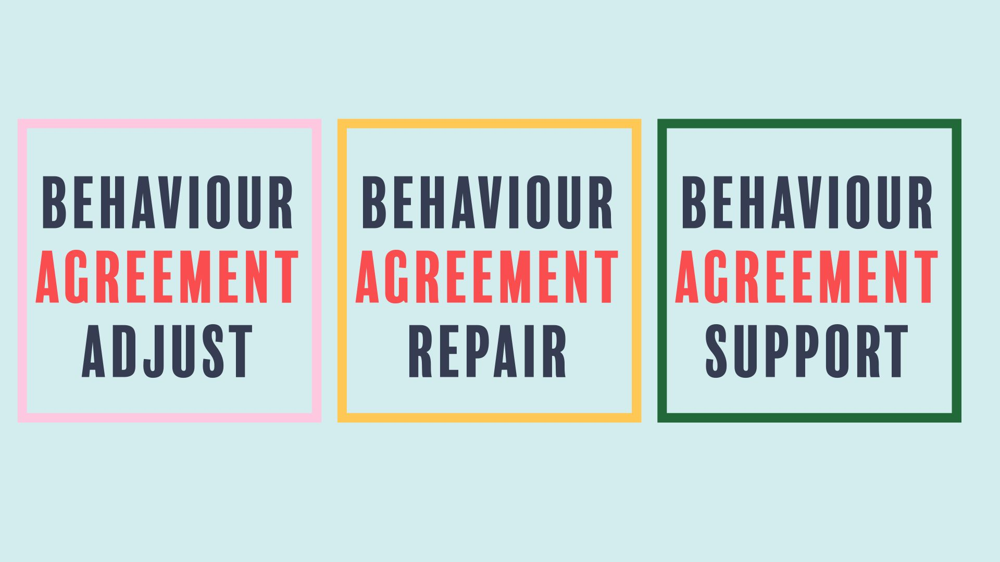 BEHAVIOUR
AGREEMENT
ADJUST
BEHAVIOUR
AGREEMENT
REPAIR
BEHAVIOUR
AGREEMENT
SUPPORT